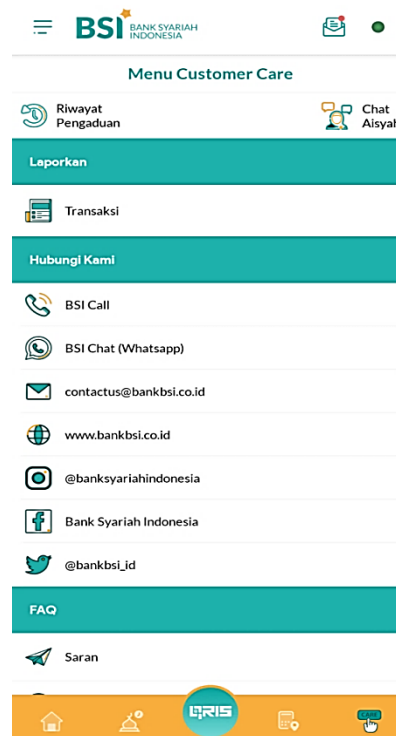 BSI BANK SYARIAH
INDONESIA
Menu Customer Care
Riwayat
Pengaduan
Chat
Aisyah
Laporkan
Transaksi
Hubungi Kami
BSI Call
BSI Chat (Whatsapp)
contactus@bankbsi.co.id
www.bankbsi.co.id
@banksyariahindonesia
Bank Syariah Indonesia
@bankbsi_id
FAQ
Saran
QRIS
CARE